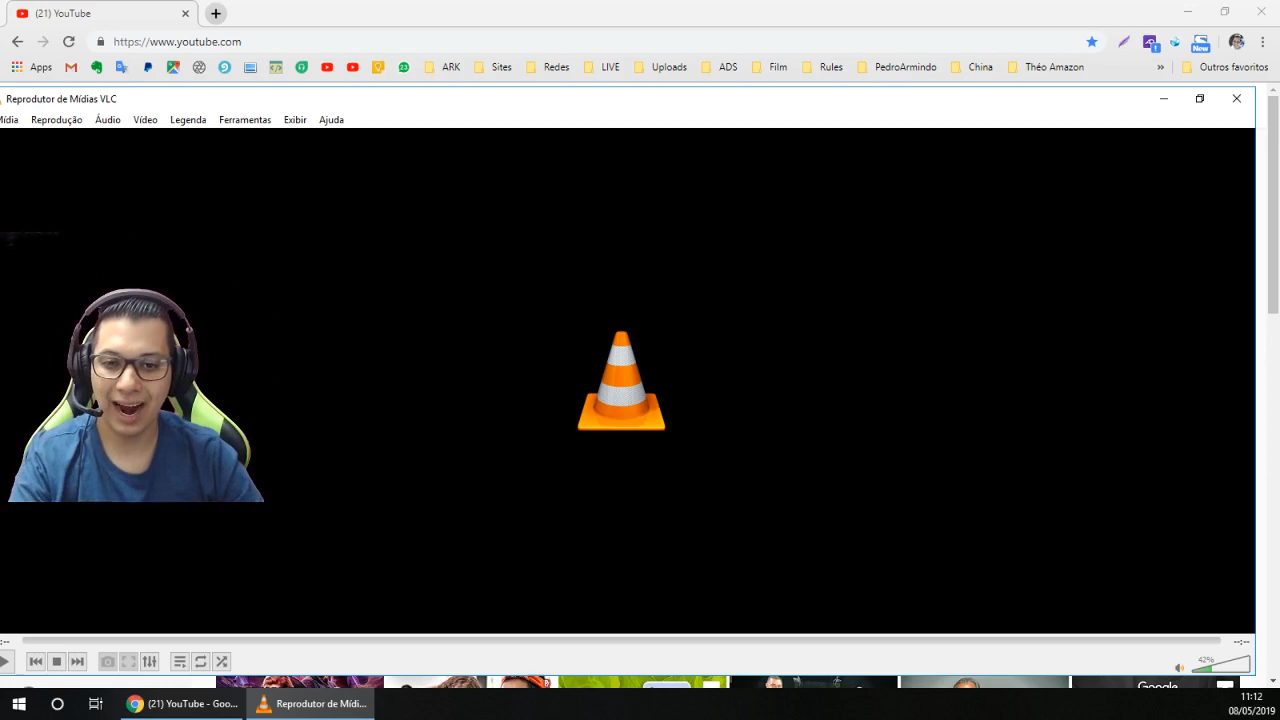 (21) YouTube
https://www.youtube.com
New
Apps
ARK
Sites
Redes
LIVE
Uploads
ADS
Film
Rules
PedroArmindo
China
Théo Amazon
»
Outros favoritos
Reprodutor de Mídias VLC
Mídia Reprodução Áudio Vídeo Legenda Ferramentas Exibir Ajuda
--:--
42%
Google
(21) YouTube - Goo...
Reprodutor de Mídi...
11:12
08/05/2019